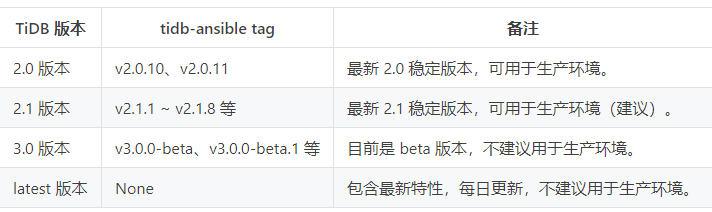 TiDB 版本 tidb-ansible tag 备注
2.0 版本 v2.0.10、v2.0.11 最新 2.0 稳定版本，可用于生产环境。
2.1 版本 v2.1.1 ~ v2.1.8 等 最新 2.1 稳定版本，可用于生产环境（建议）。
3.0 版本 v3.0.0-beta、v3.0.0-beta.1 等 目前是 beta 版本，不建议用于生产环境。
latest 版本 None 包含最新特性，每日更新，不建议用于生产环境。